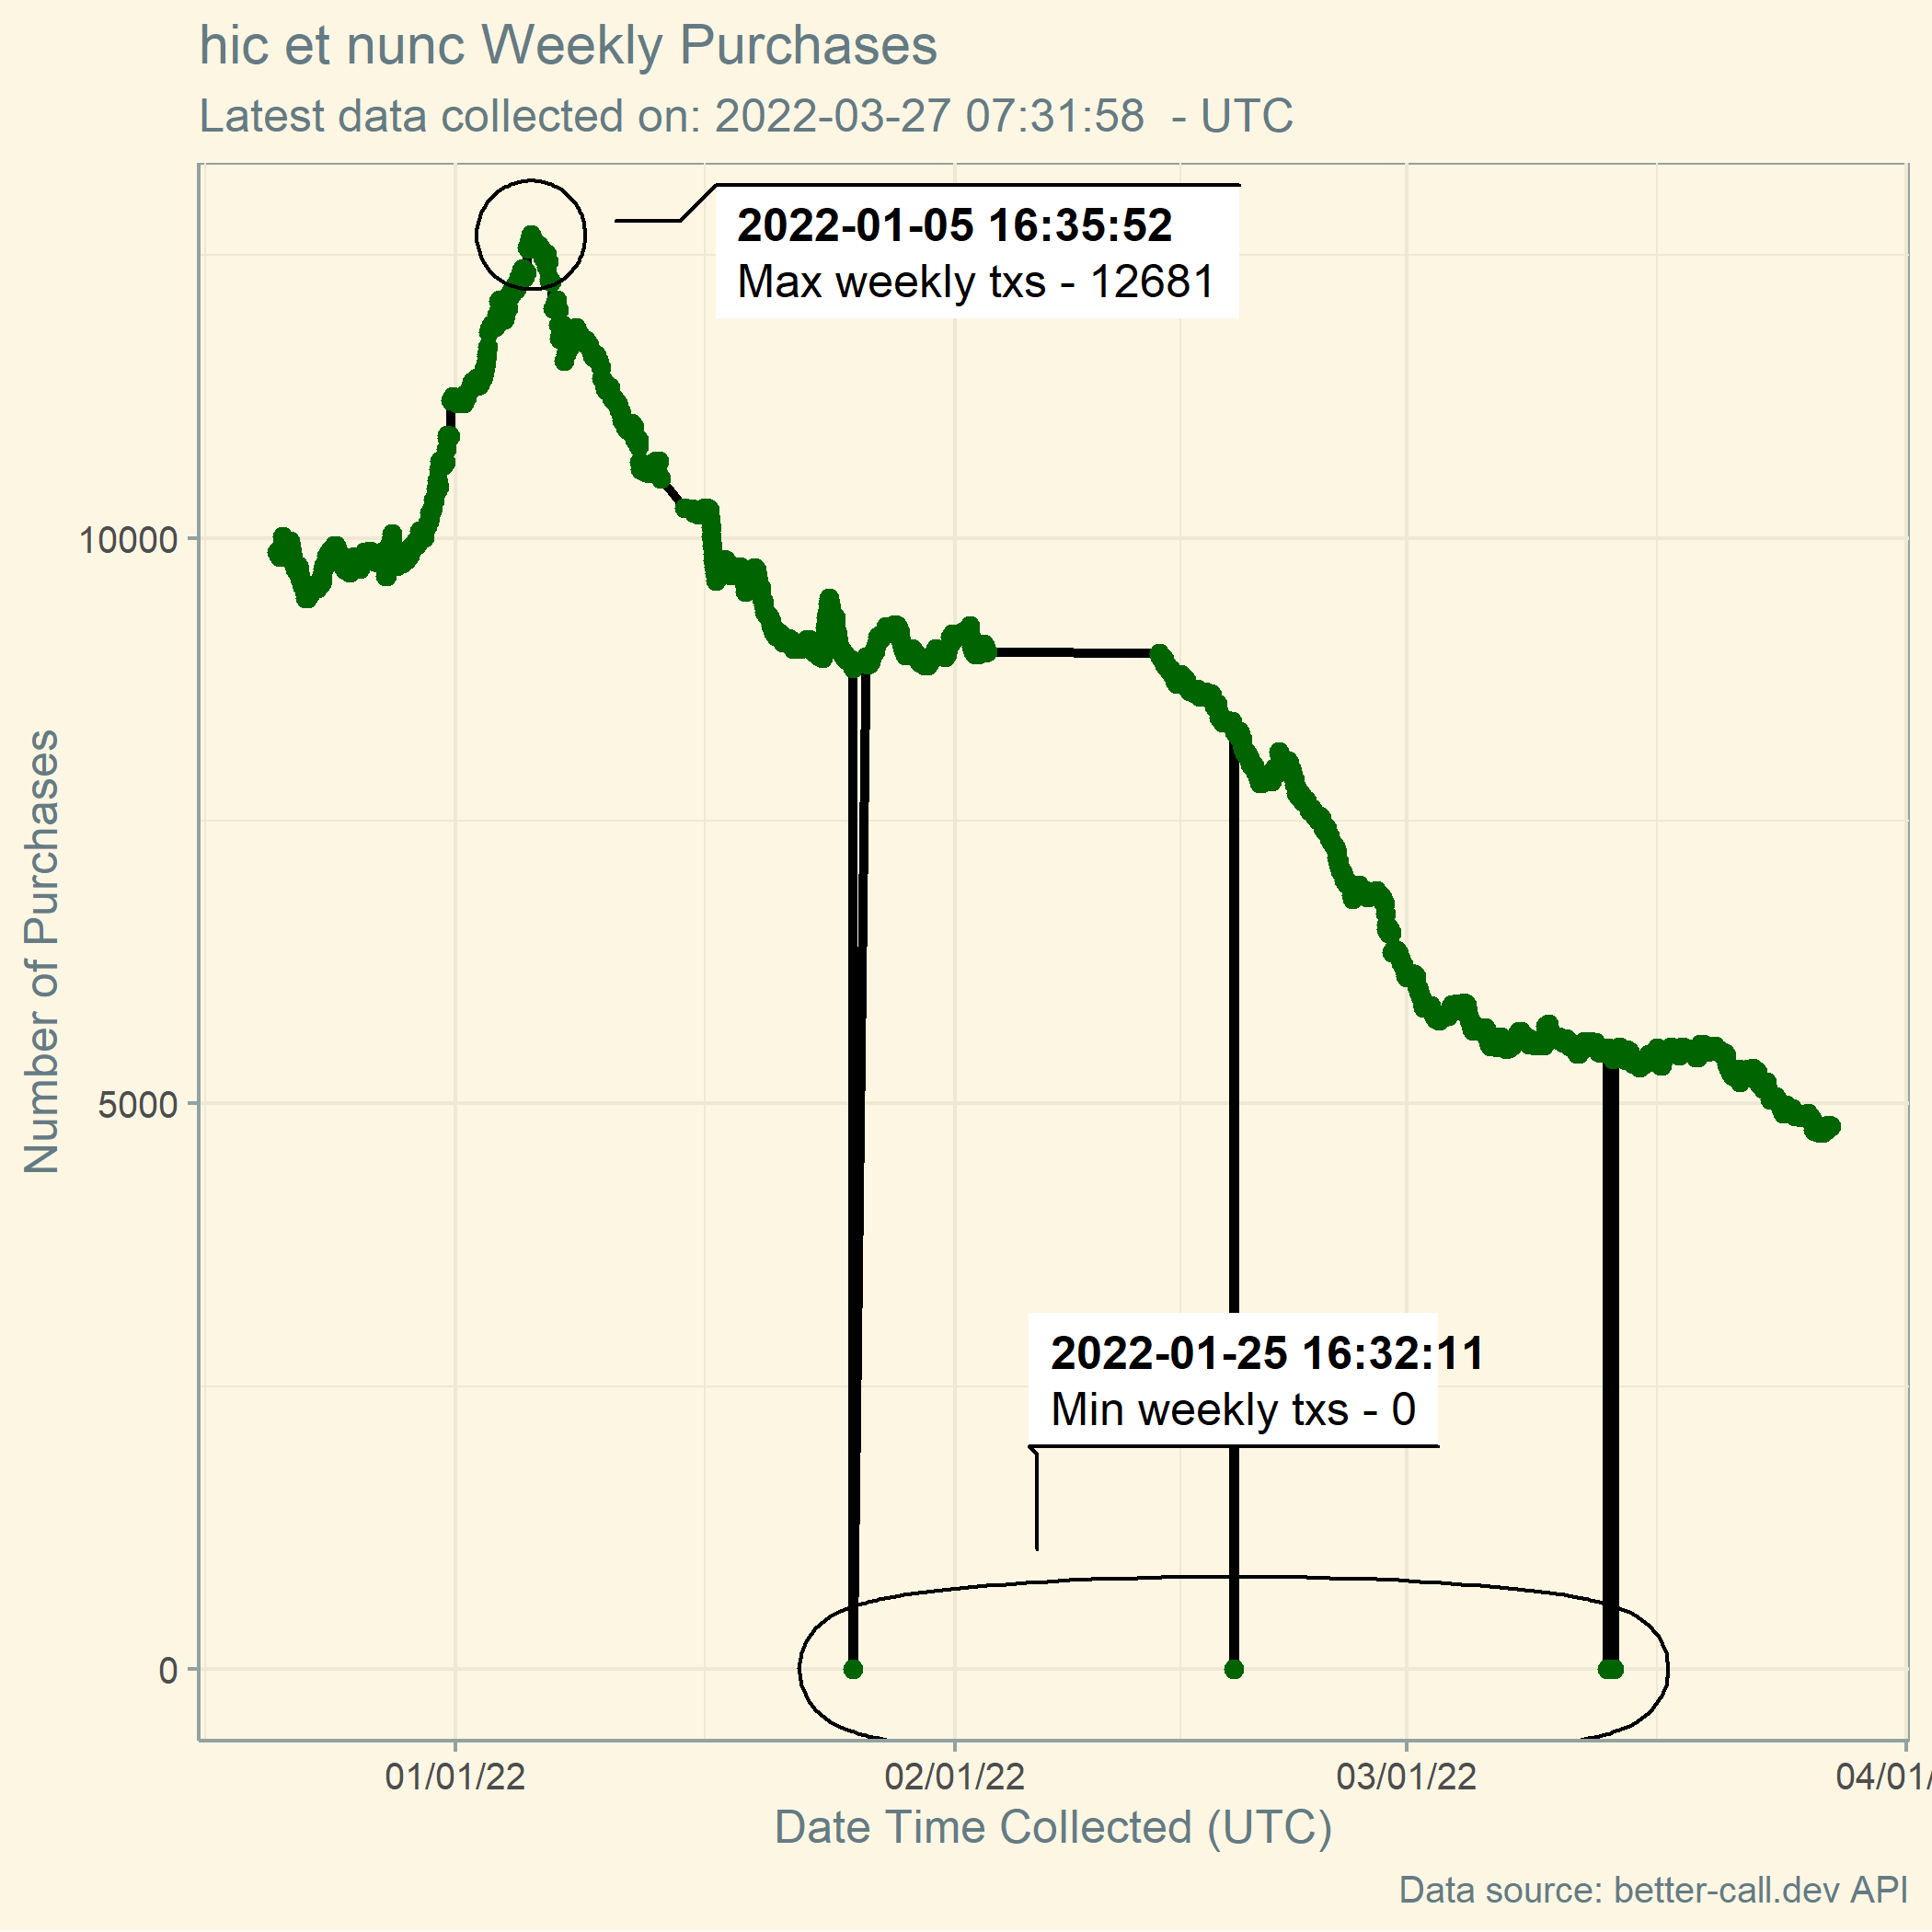 hic et nunc Weekly Purchases
Latest data collected on: 2022-03-27 07:31:58  - UTC
2022-01-05 16:35:52
Max weekly txs - 12681
10000
Number of Purchases
5000
2022-01-25 16:32:11
Min weekly txs - 0
0
01/01/22 02/01/22 03/01/22 04/01/
Date Time Collected (UTC)
Data source: better-call.dev API